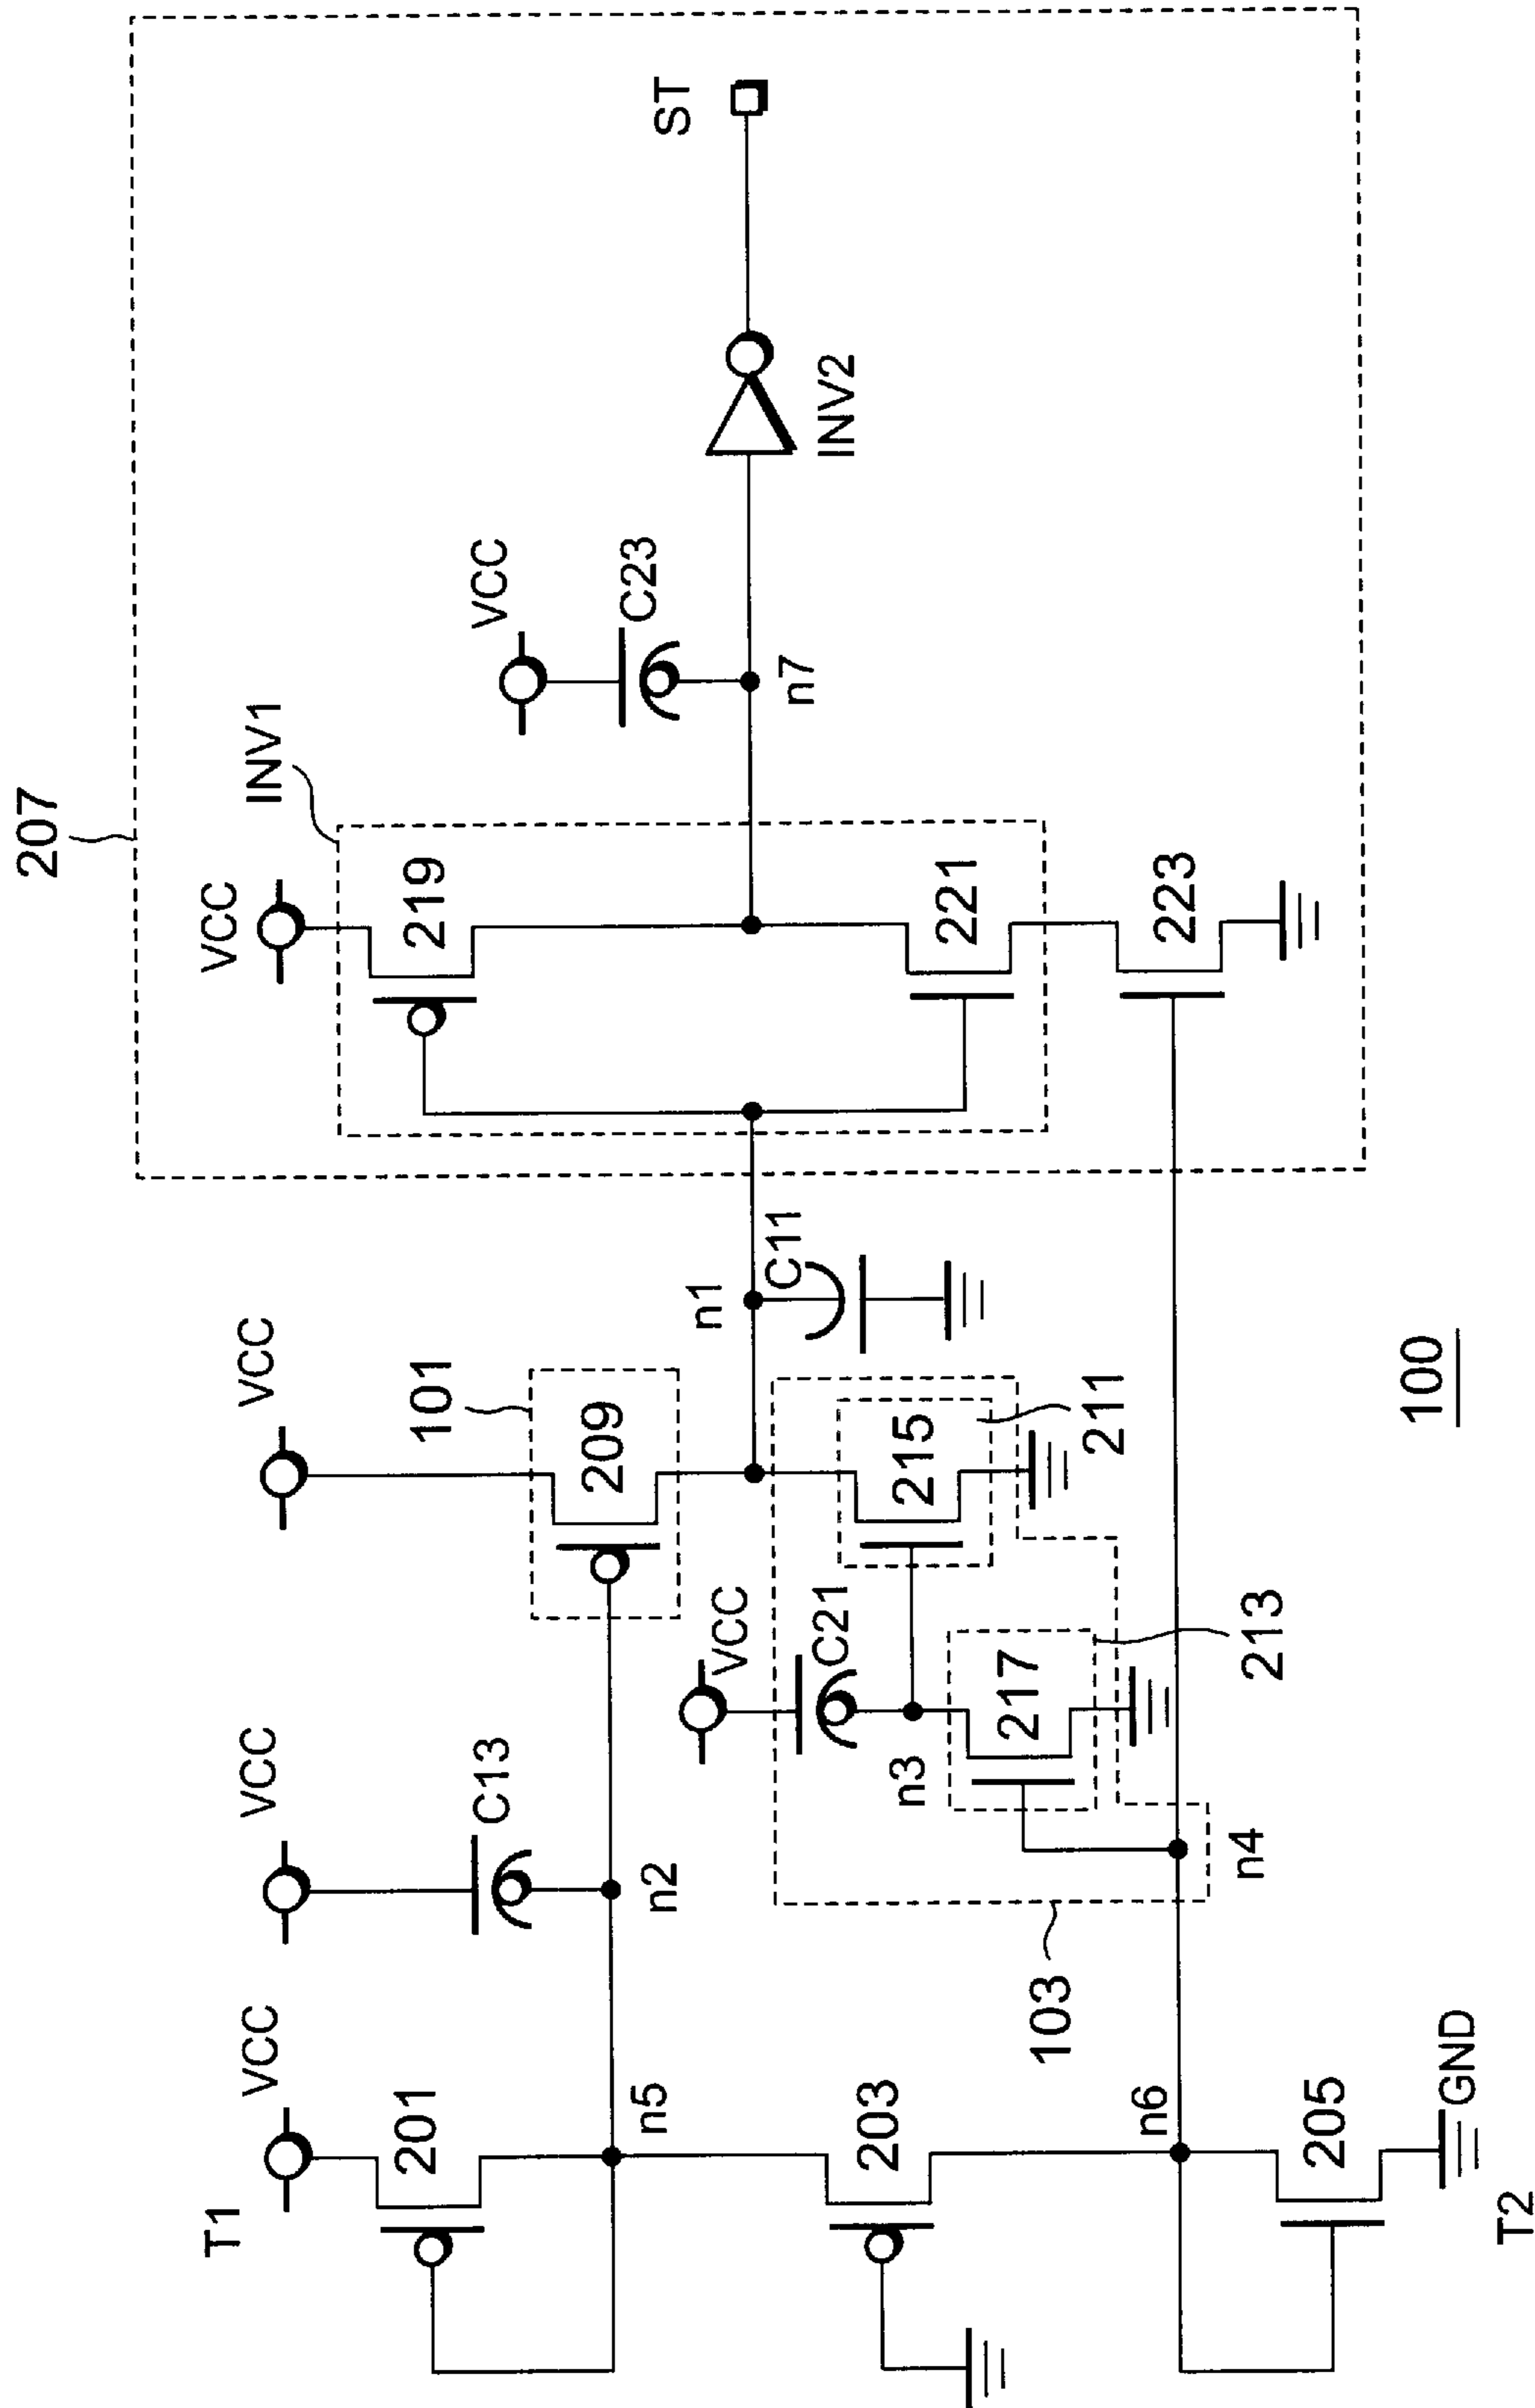 207
VCC
INV1
219
221
223
VCC
C23
n7
INV2
ST
VCC
101
209
n1
C11
215
211
VCC
C21
n3
217
213
n4
103
VCC
C13
n2
T1
VCC
201
n5
203
n6
205
GND
T2
100